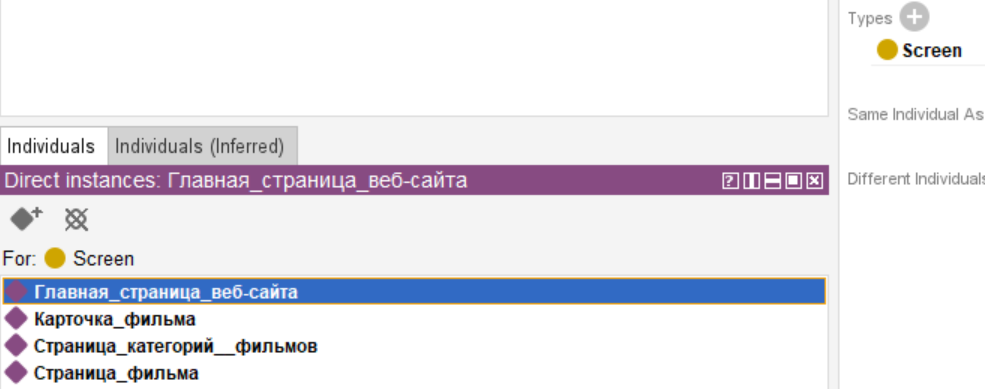 Types
Screen
Same Individual As
Individuals Individuals (Inferred)
Direct instances: Главная_страница_веб-сайта
Different Individuals
For: Screen
Главная_страница_веб-сайта
Карточка_фильма
Страница_категорий__фильмов
Страница_фильма